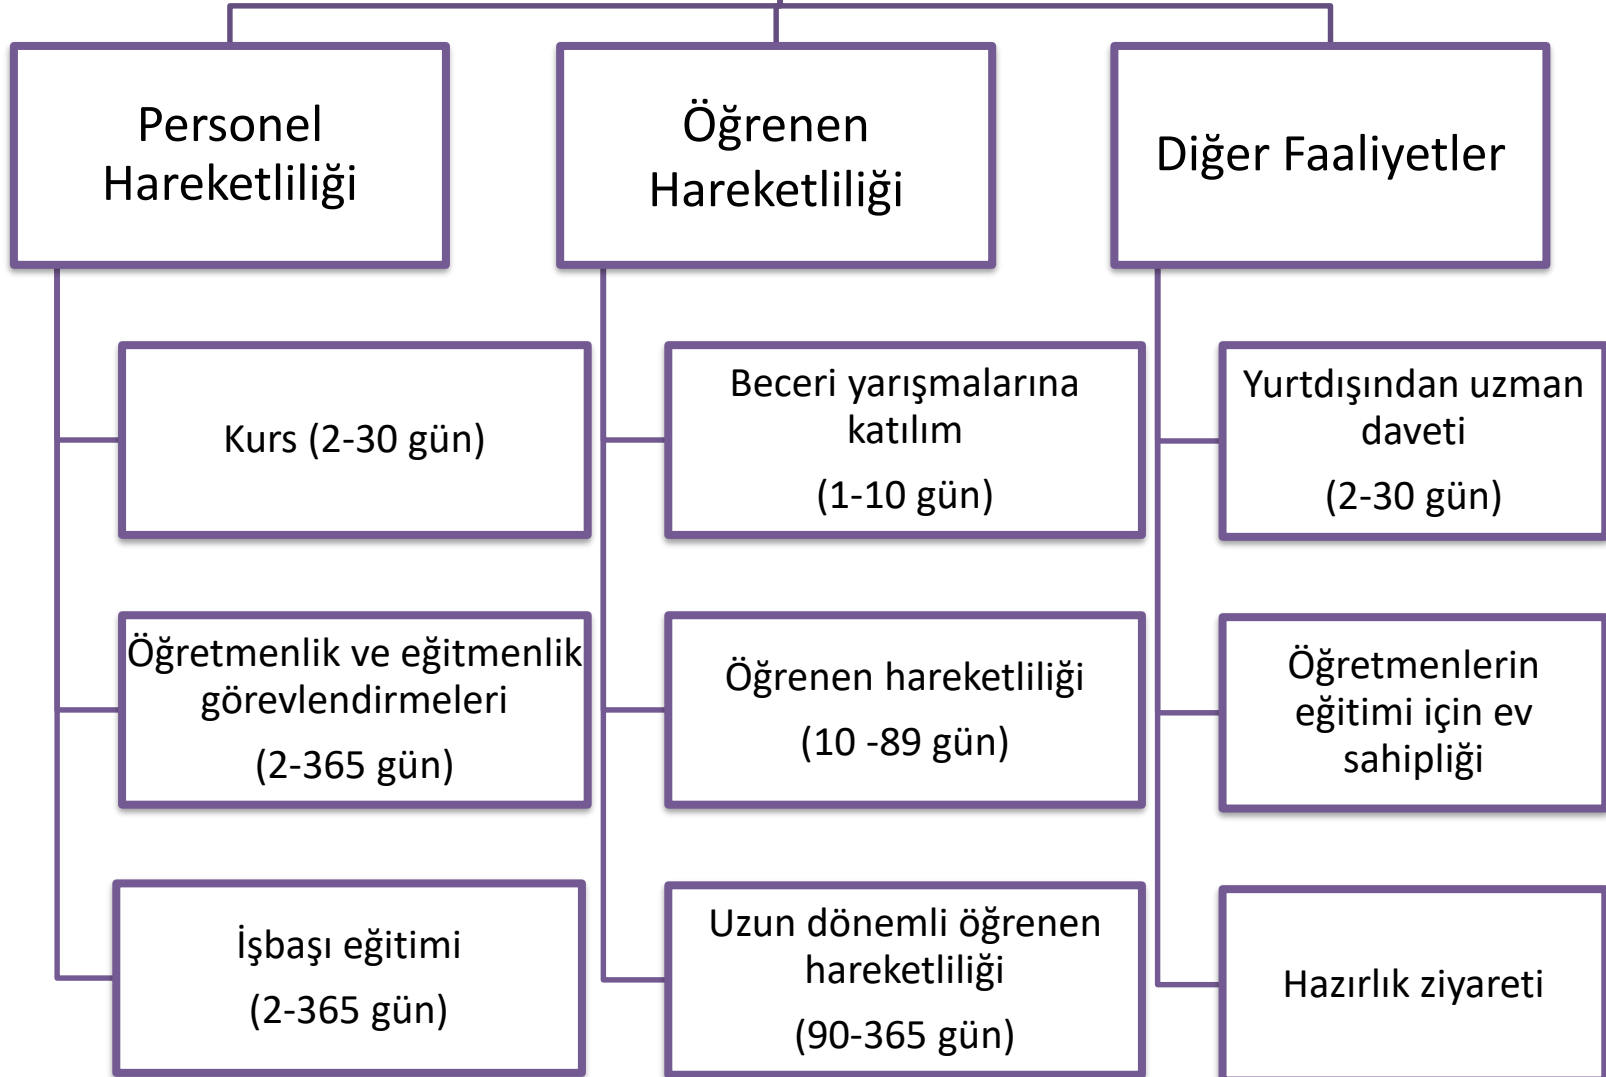 Personel
Hareketliliği
Kurs (2-30 gün)
Öğretmenlik ve eğitmenlik
görevlendirmeleri
(2-365 gün)
İşbaşı eğitimi
(2-365 gün)
Öğrenen
Hareketliliği
Beceri yarışmalarına
katılım
(1-10 gün)
Öğrenen hareketliliği
(10 -89 gün)
Uzun dönemli öğrenen
hareketliliği
(90-365 gün)
Diğer Faaliyetler
Yurtdışından uzman
daveti
(2-30 gün)
Öğretmenlerin
eğitimi için ev
sahipliği
Hazırlık ziyareti